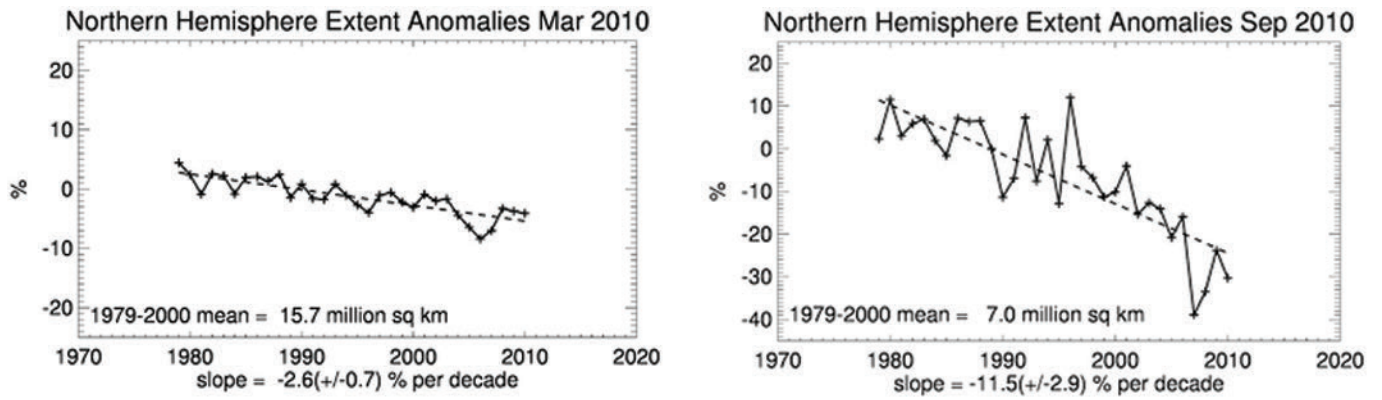 Northern Hemisphere Extent Anomalies Mar 2010
20
10
0
-10
-20
%
1979-2000 mean = 15.7 million sq km
1970 1980 1990 2000 2010 2020
slope = -2.6(+/-0.7) % per decade
Northern Hemisphere Extent Anomalies Sep 2010
20
10
0
-10
-20
-30
-40
%
1979-2000 mean = 7.0 million sq km
1970 1980 1990 2000 2010 2020
slope = -11.5(+/-2.9) % per decade